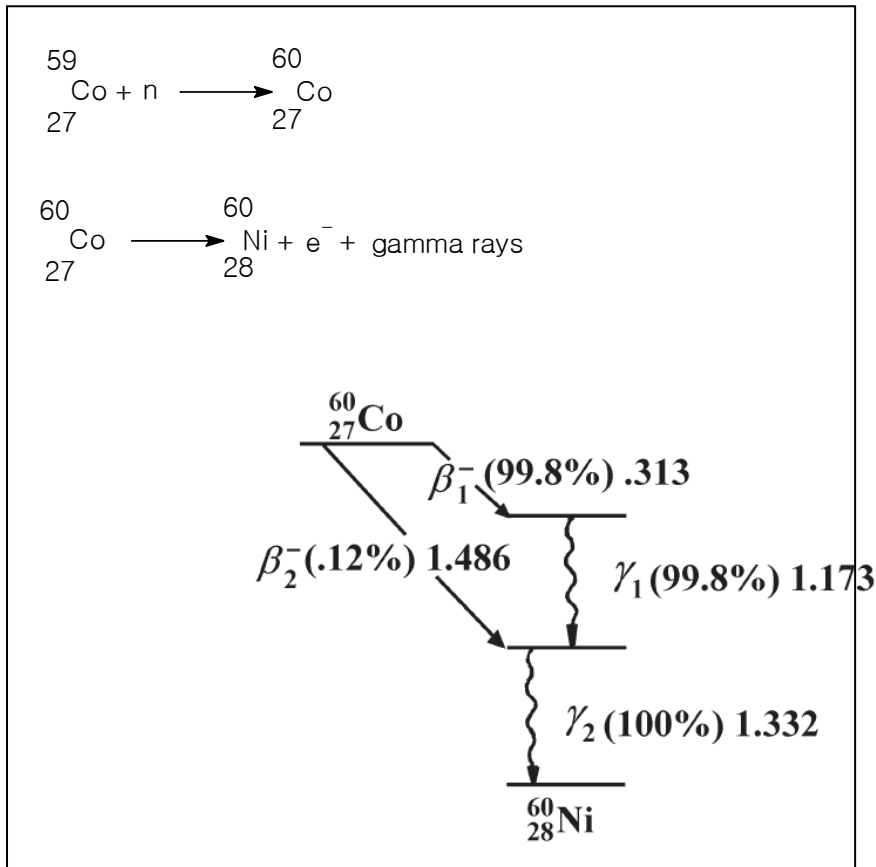 59 60
Co + n ⟶ Co
27 27
60 60
Co ⟶ Ni + e⁻ + gamma rays
27 28
⁶⁰₂₇Co
β₁⁻ (99.8%) .313
β₂⁻ (.12%) 1.486
γ₁ (99.8%) 1.173
γ₂ (100%) 1.332
⁶⁰₂₈Ni